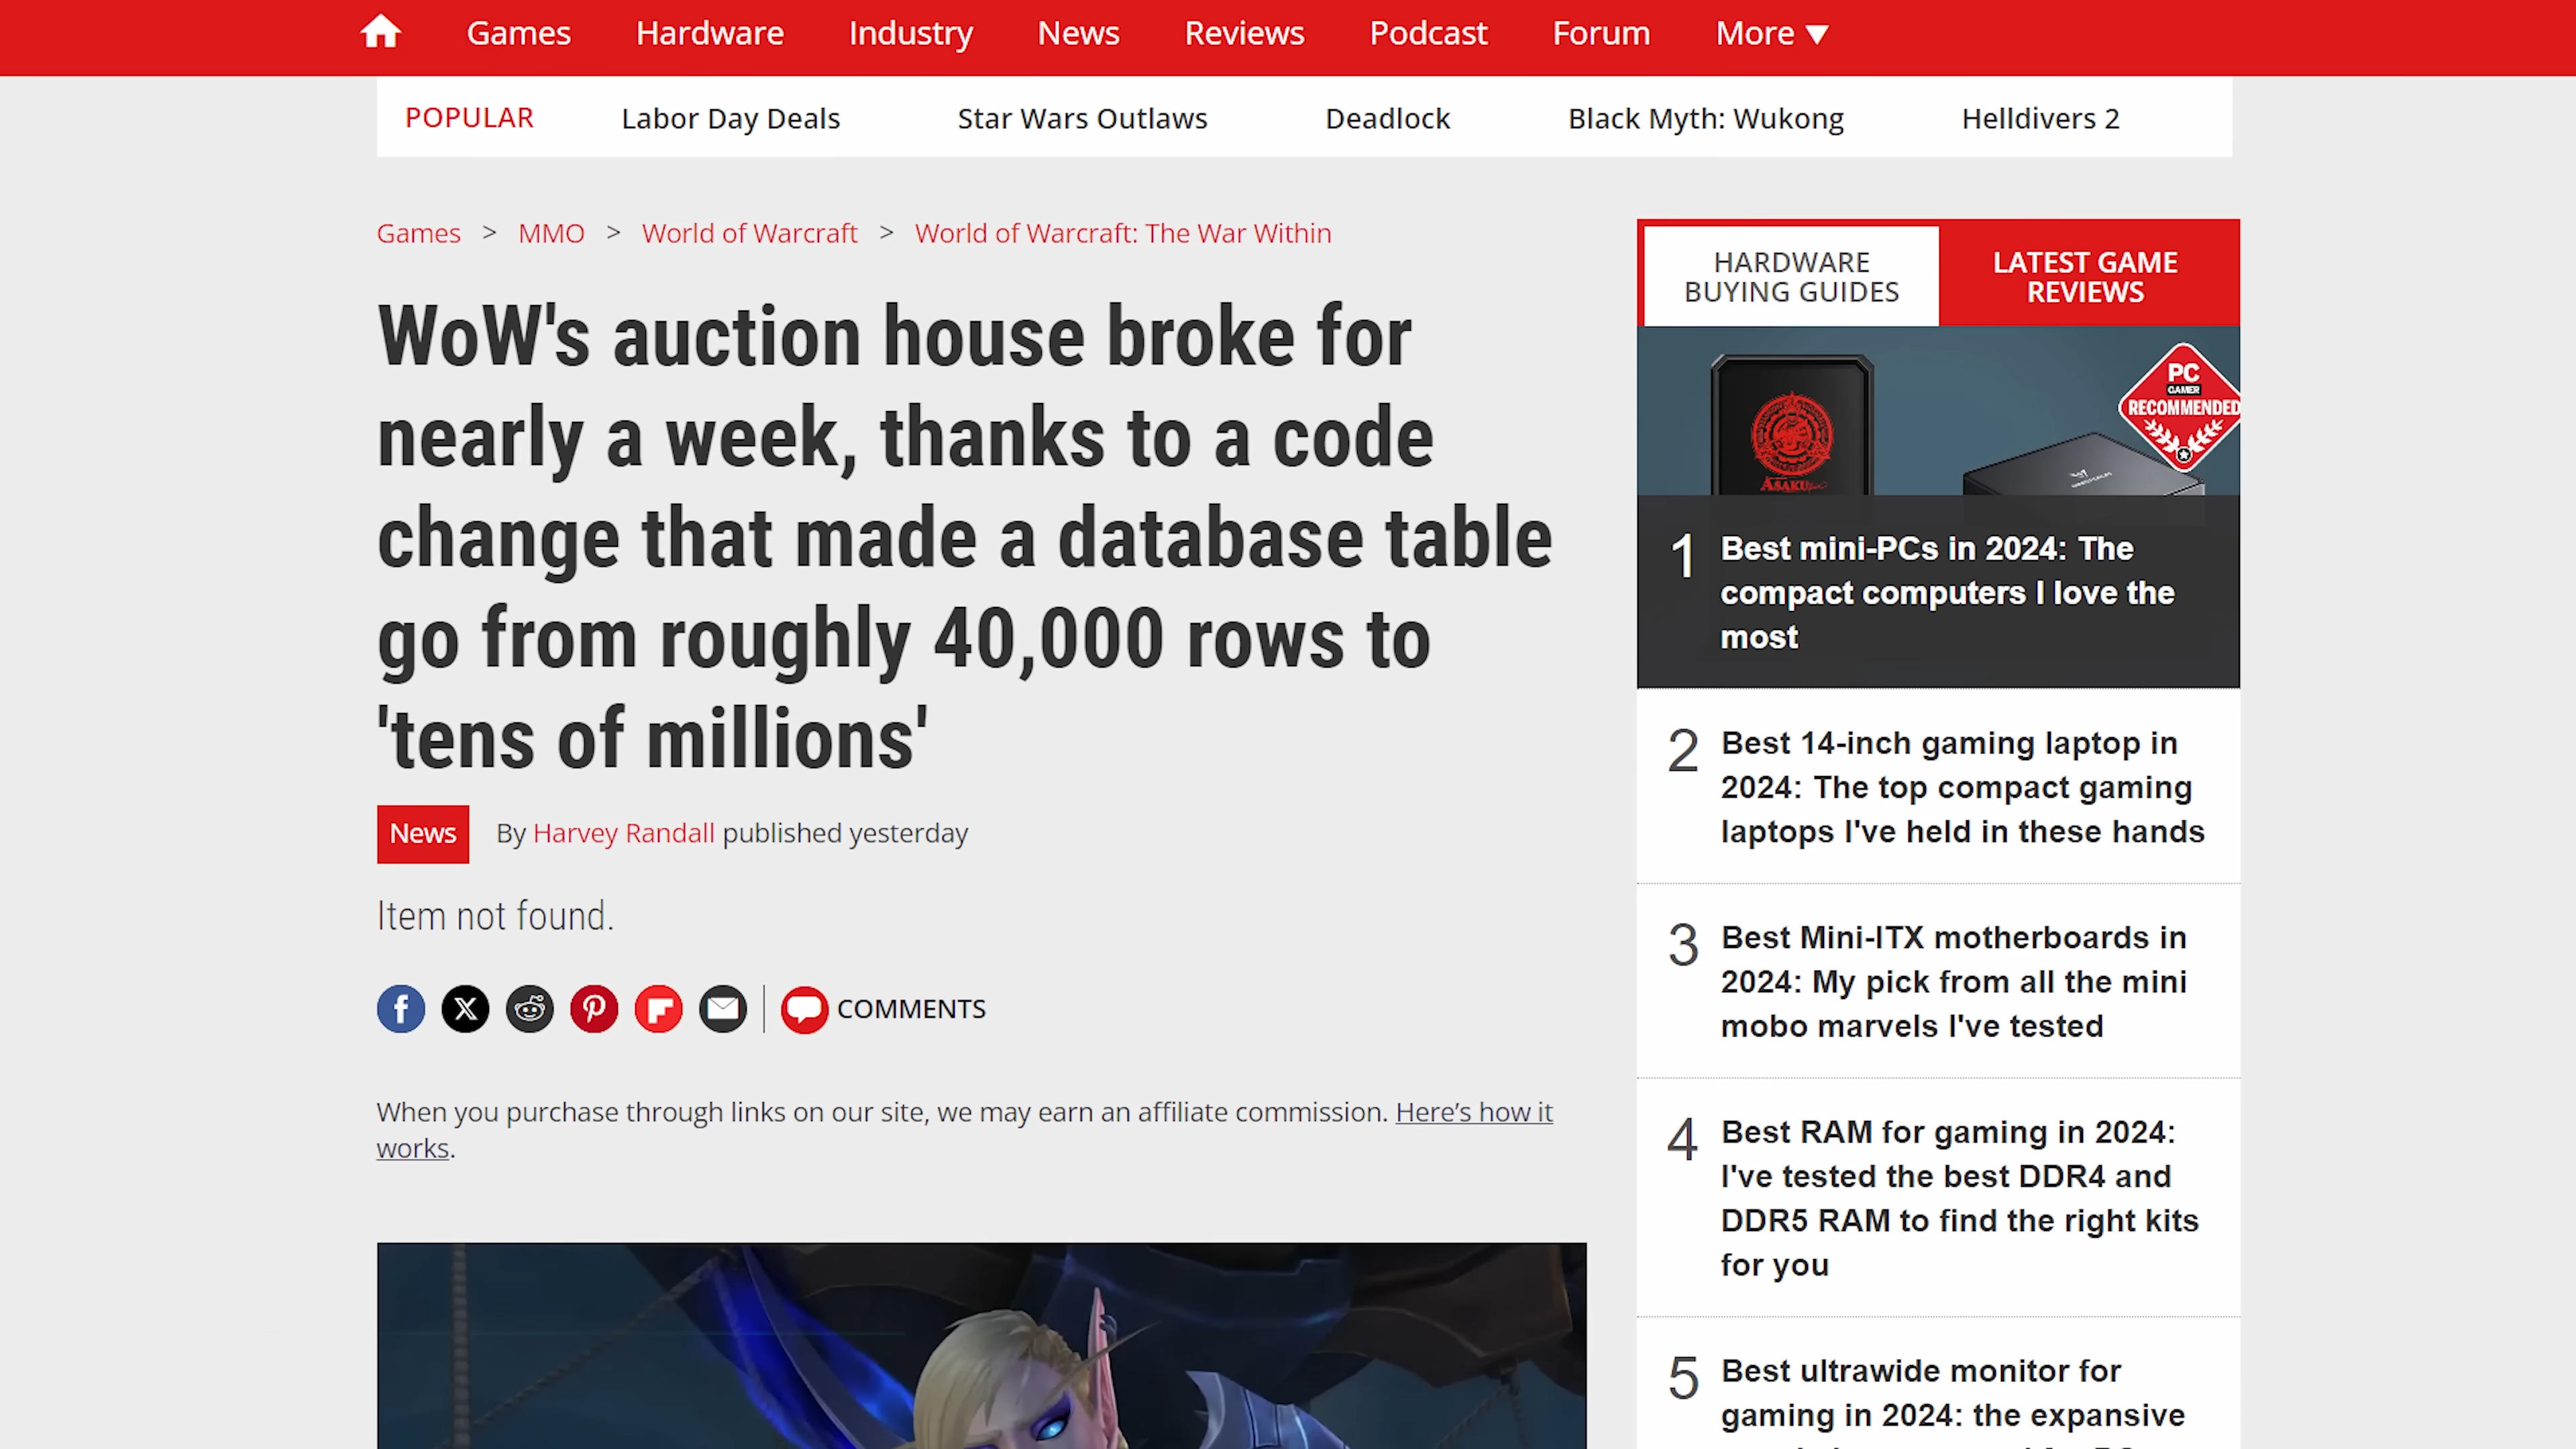 Games Hardware Industry News Reviews Podcast Forum More ▼
POPULAR Labor Day Deals Star Wars Outlaws Deadlock Black Myth: Wukong Helldivers 2
Games > MMO > World of Warcraft > World of Warcraft: The War Within
WoW's auction house broke for
nearly a week, thanks to a code
change that made a database table
go from roughly 40,000 rows to
'tens of millions'
News By Harvey Randall published yesterday
Item not found.
COMMENTS
When you purchase through links on our site, we may earn an affiliate commission. Here’s how it
works.
HARDWARE
BUYING GUIDES
LATEST GAME
REVIEWS
PC
GAMER
RECOMMENDED
1 Best mini-PCs in 2024: The
compact computers I love the
most
2 Best 14-inch gaming laptop in
2024: The top compact gaming
laptops I've held in these hands
3 Best Mini-ITX motherboards in
2024: My pick from all the mini
mobo marvels I've tested
4 Best RAM for gaming in 2024:
I've tested the best DDR4 and
DDR5 RAM to find the right kits
for you
5 Best ultrawide monitor for
gaming in 2024: the expansive